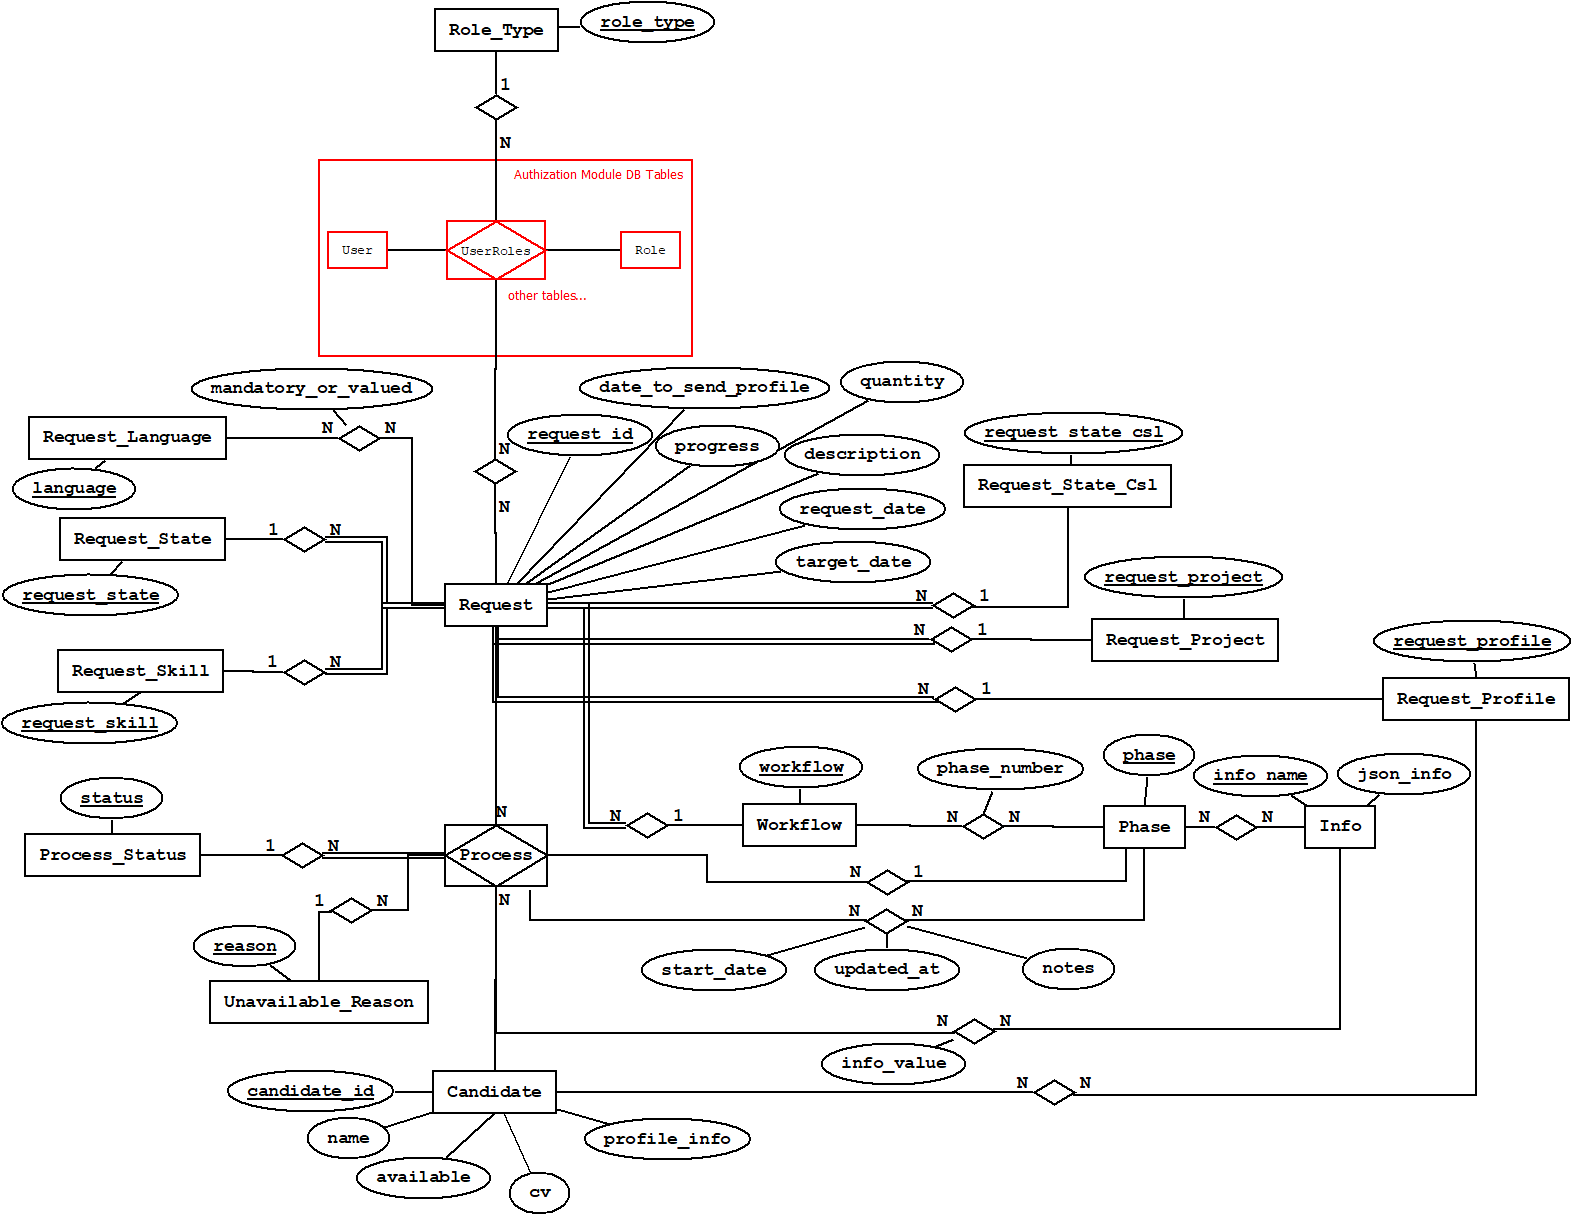 Role_Type
role_type
1
N
Authization Module DB Tables
User
UserRoles
Role
other tables...
mandatory_or_valued
date_to_send_profile
quantity
Request_Language
N
N
N
request_id
progress
description
request_state_csl
language
Request_State_Csl
N
request_date
Request_State
1
N
target_date
request_state
request_project
Request
N
1
N
1
Request_Project
request_profile
Request_Skill
1
N
N
1
Request_Profile
request_skill
status
workflow
phase_number
phase
info_name
json_info
N
N
1
Workflow
N
N
Phase
N
N
Info
Process_Status
1
N
Process
N
1
1
N
N
N
N
reason
start_date
updated_at
notes
Unavailable_Reason
N
N
info_value
candidate_id
Candidate
N
N
name
profile_info
available
cv